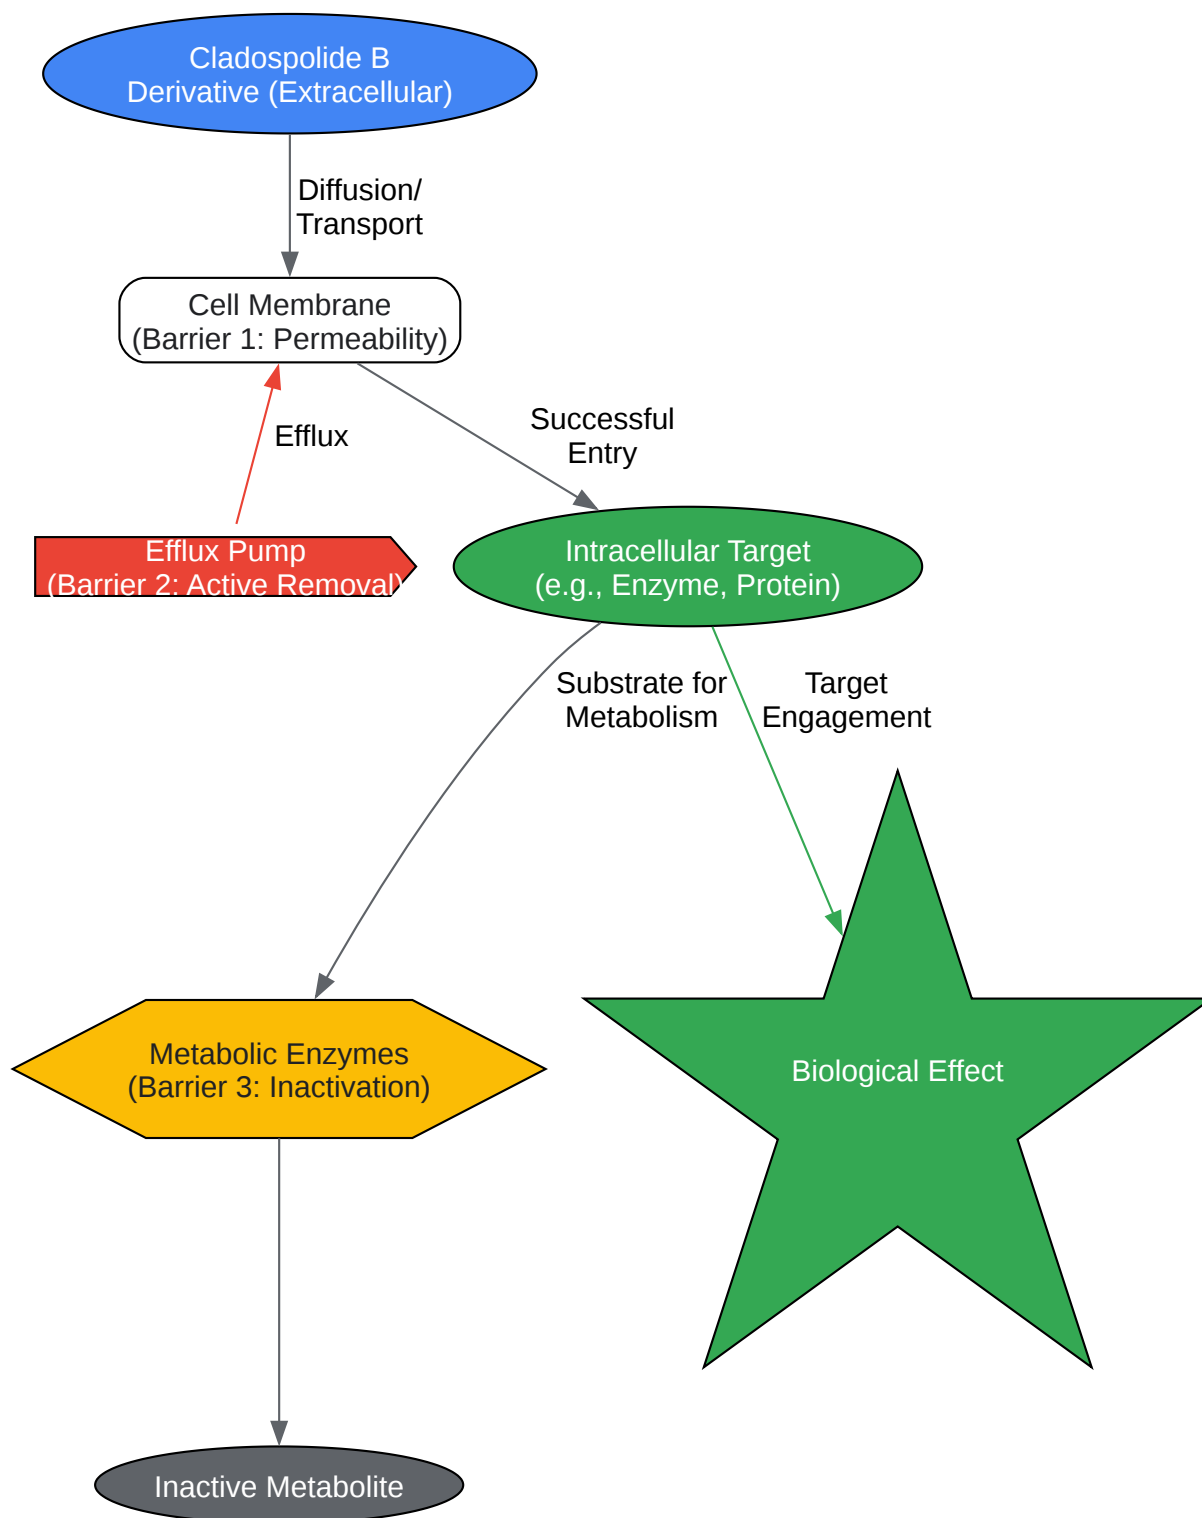 Cladospolide B
Derivative (Extracellular)
Diffusion/
Transport
Cell Membrane
(Barrier 1: Permeability)
Efflux
Successful
Entry
Efflux Pump
(Barrier 2: Active Removal)
Intracellular Target
(e.g., Enzyme, Protein)
Substrate for
Metabolism
Target
Engagement
Metabolic Enzymes
(Barrier 3: Inactivation)
Biological Effect
Inactive Metabolite